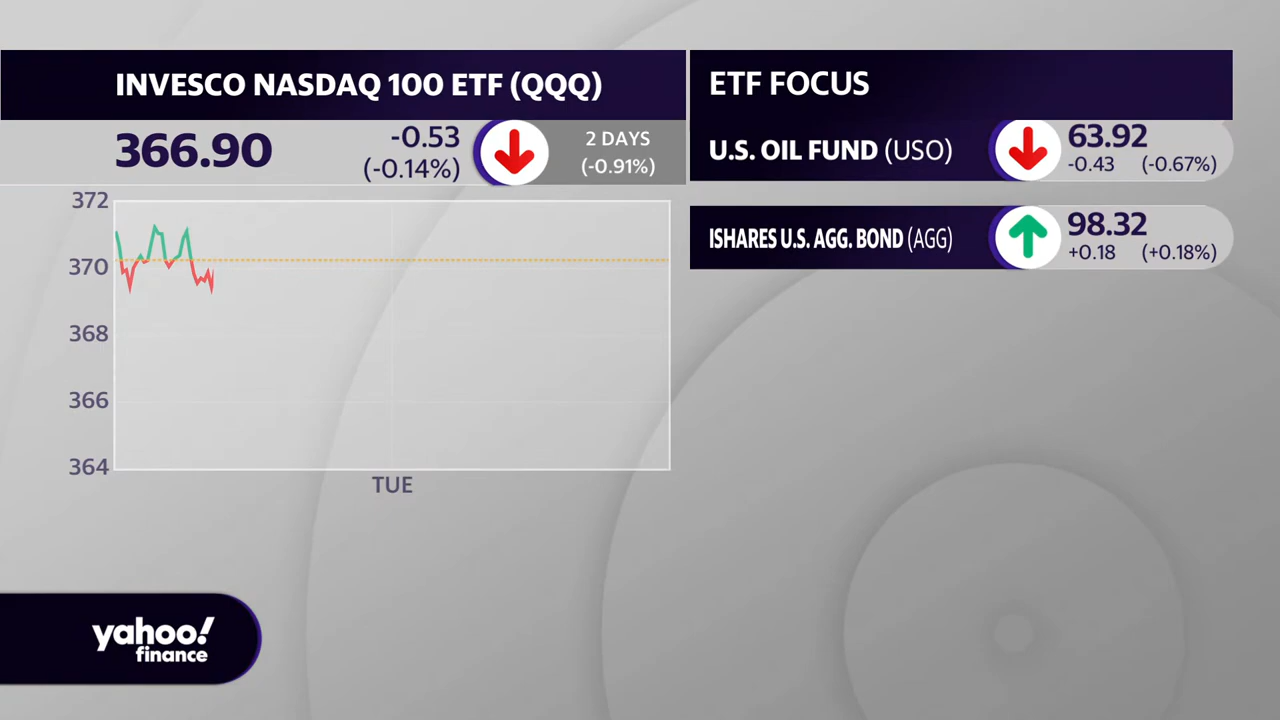 INVESCO NASDAQ 100 ETF (QQQ)
366.90
-0.53
(-0.14%)
2 DAYS
(-0.91%)
372
370
368
366
364
TUE
ETF FOCUS
U.S. OIL FUND (USO)
63.92
-0.43 (-0.67%)
ISHARES U.S. AGG. BOND (AGG)
98.32
+0.18 (+0.18%)
yahoo!
finance